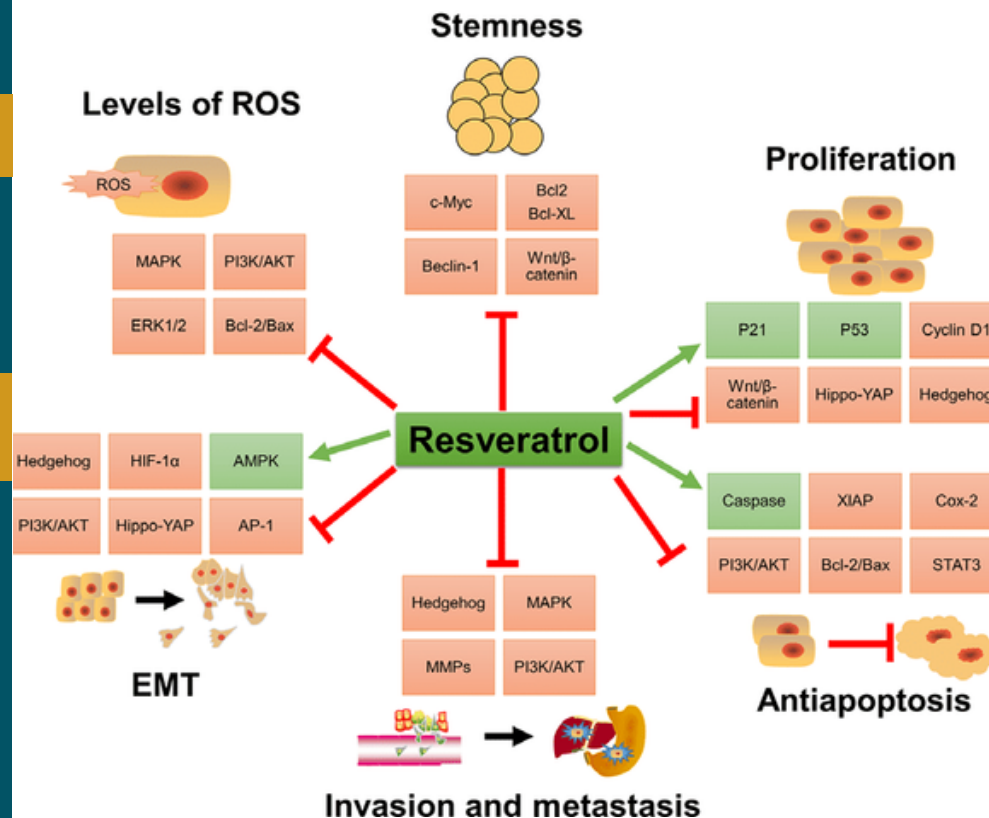 Stemness
Levels of ROS
ROS
MAPK
PI3K/AKT
ERK1/2
Bcl-2/Bax
c-Myc
Bcl2
Bcl-XL
Beclin-1
Wnt/β-
catenin
Proliferation
P21
P53
Cyclin D1
Wnt/β-
catenin
Hippo-YAP
Hedgehog
Resveratrol
Hedgehog
HIF-1α
AMPK
PI3K/AKT
Hippo-YAP
AP-1
EMT
Caspase
XIAP
Cox-2
PI3K/AKT
Bcl-2/Bax
STAT3
Antiapoptosis
Hedgehog
MAPK
MMPs
PI3K/AKT
Invasion and metastasis